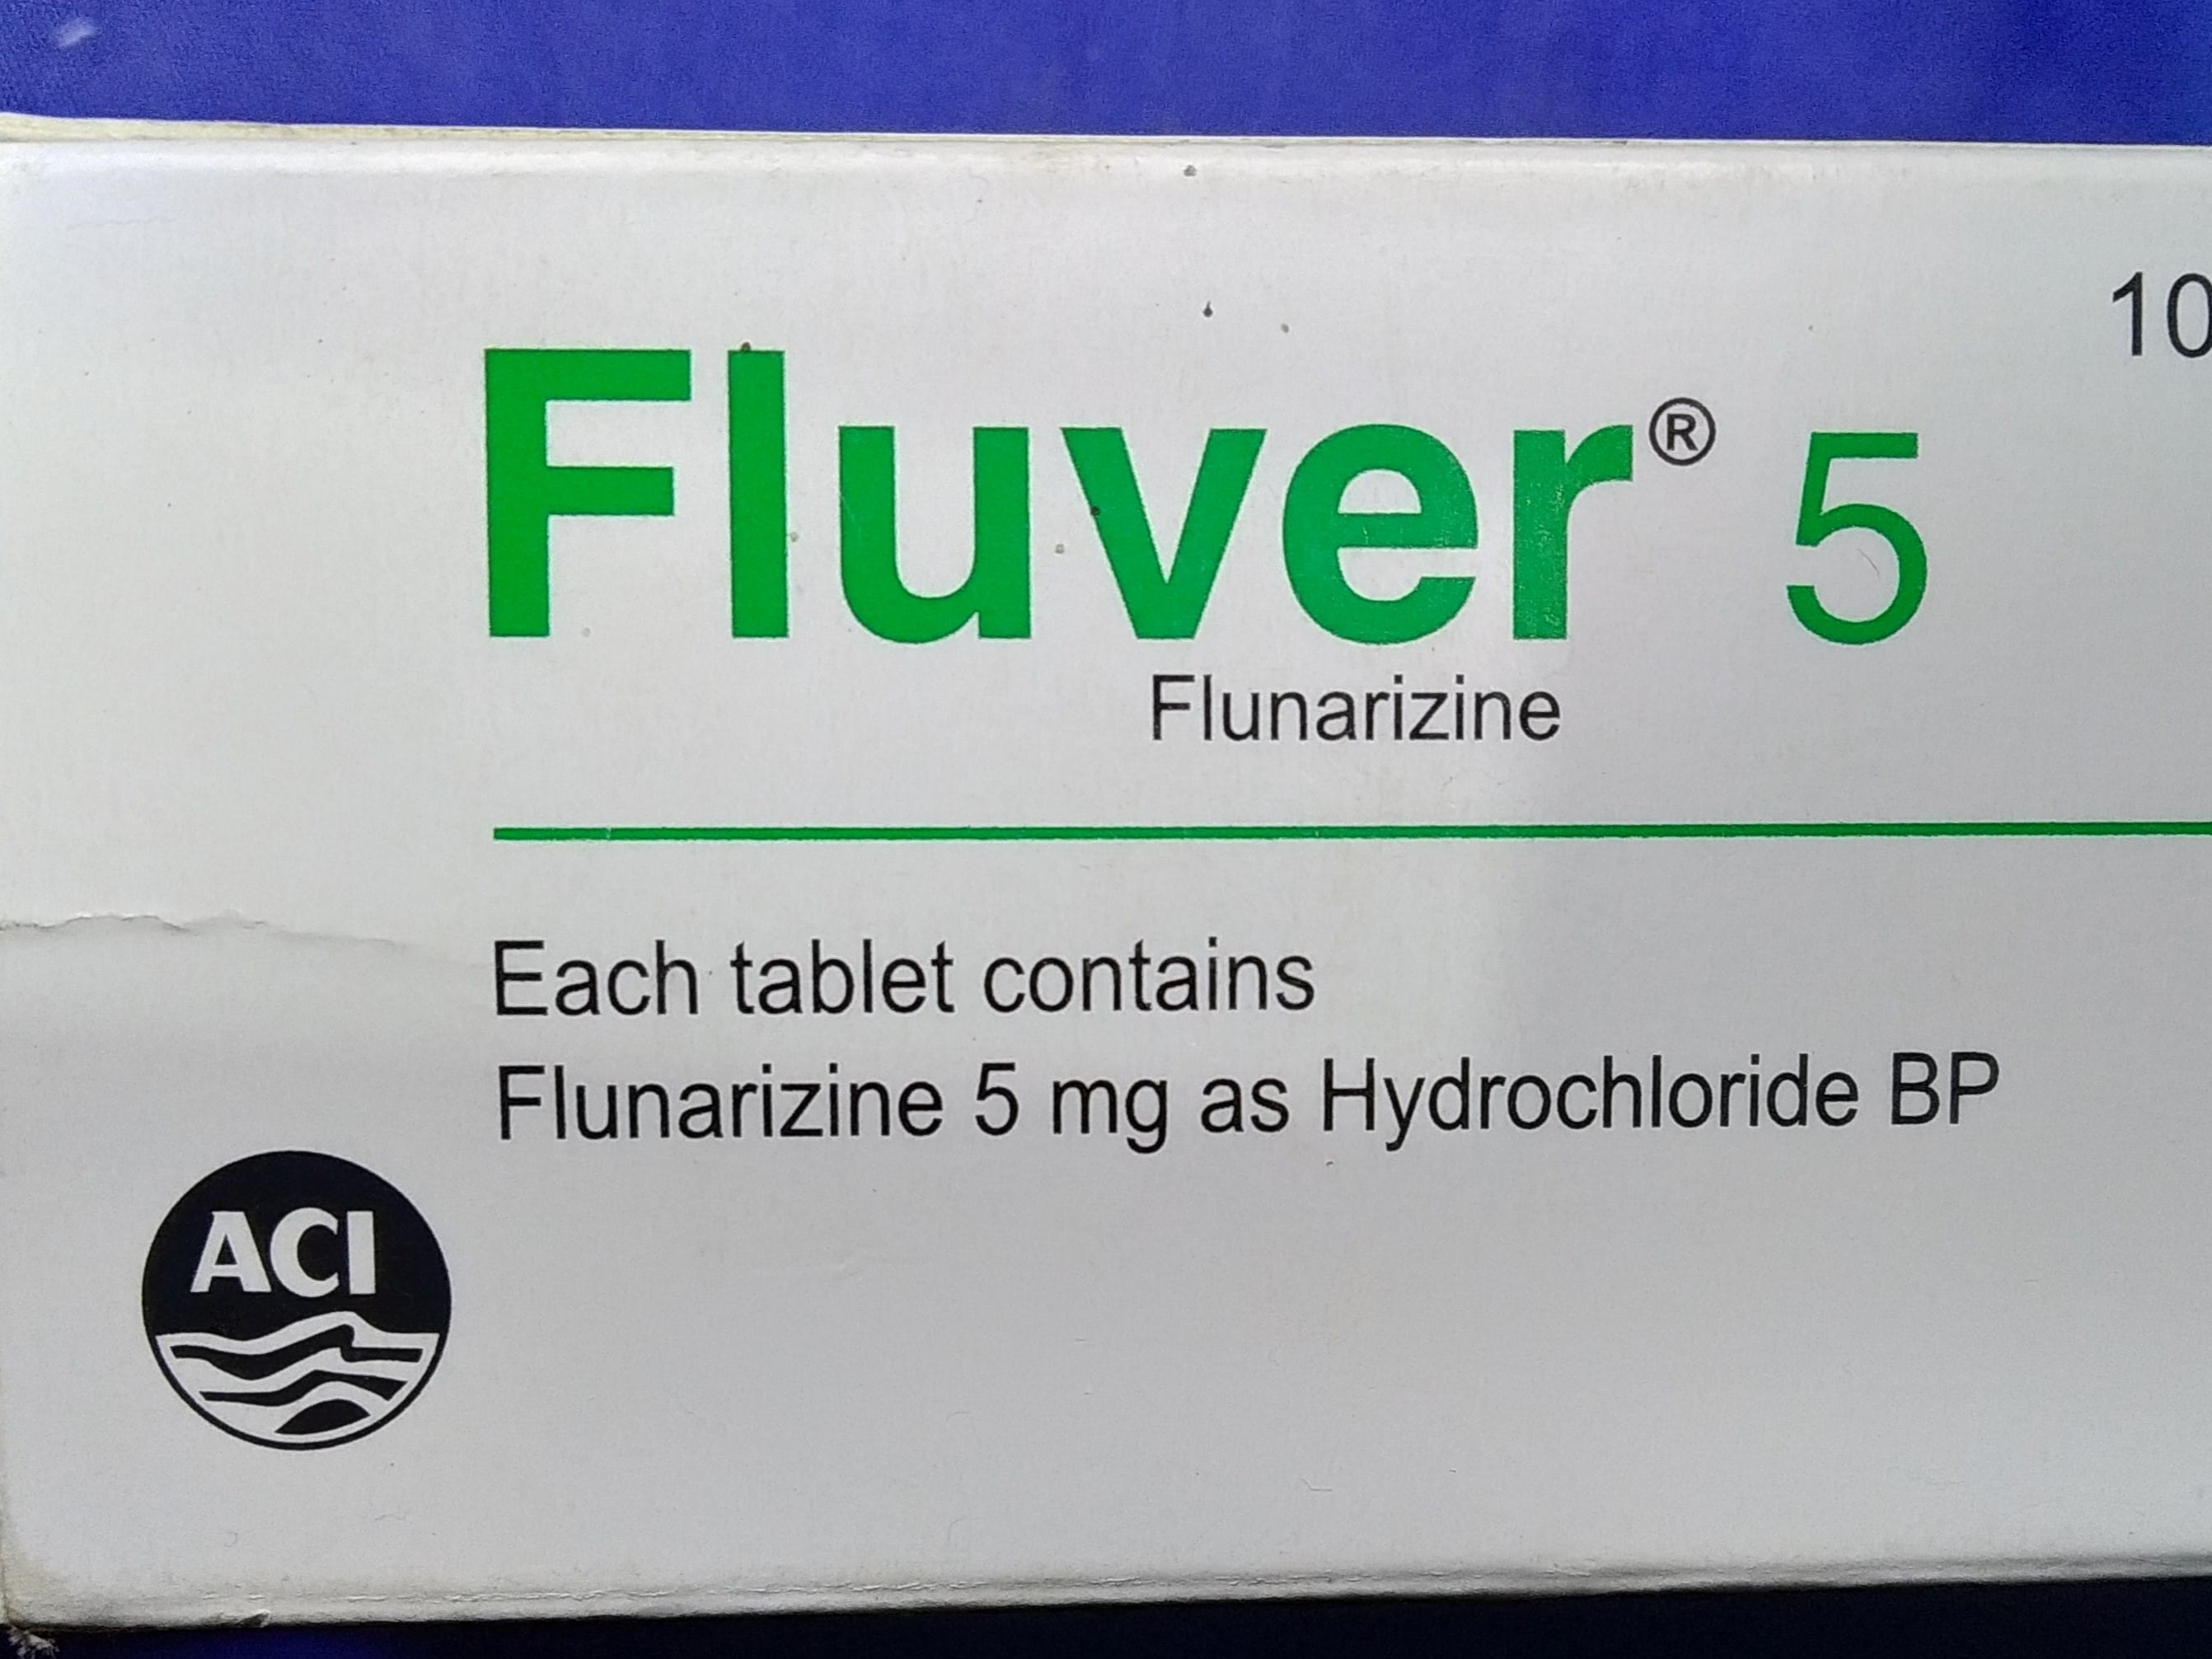 10
Fluver® 5
Flunarizine
Each tablet contains
Flunarizine 5 mg as Hydrochloride BP
ACI